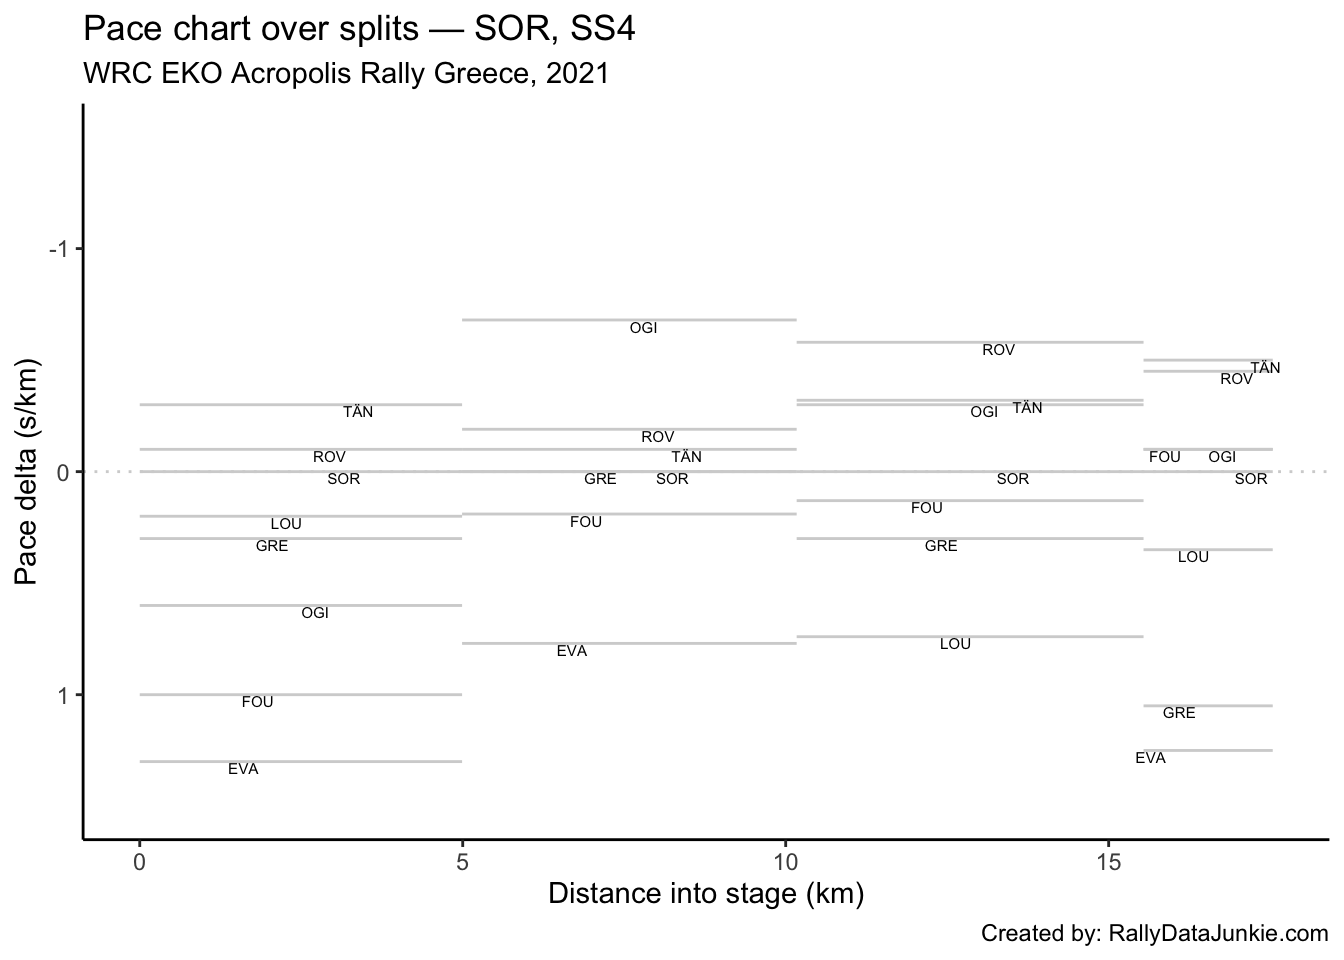 Pace chart over splits — SOR, SS4
WRC EKO Acropolis Rally Greece, 2021
Pace delta (s/km)
-1
0
1
TÄN
ROV
SOR
LOU
GRE
OGI
FOU
EVA
OGI
ROV
TÄN
GRE SOR
FOU
EVA
ROV
TÄN
OGI
SOR
FOU
GRE
LOU
TÄN
ROV
FOU OGI
SOR
LOU
GRE
EVA
0 5 10 15
Distance into stage (km)
Created by: RallyDataJunkie.com